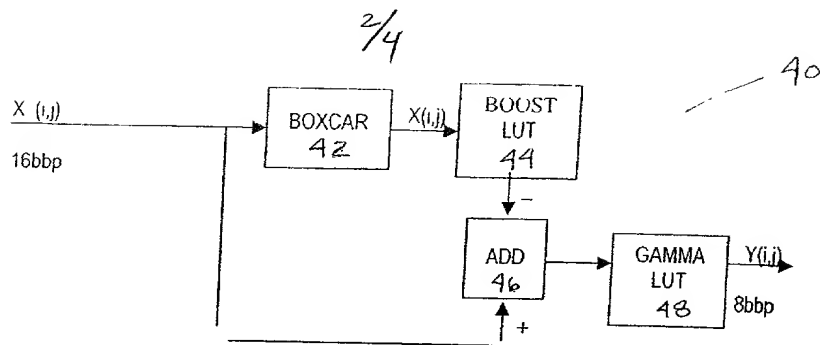 2/4
40
X (i,j)
16bbp
BOXCAR
42
X(i,j)
BOOST
LUT
44
−
ADD
46
+
GAMMA
LUT
48
Y(i,j)
8bbp